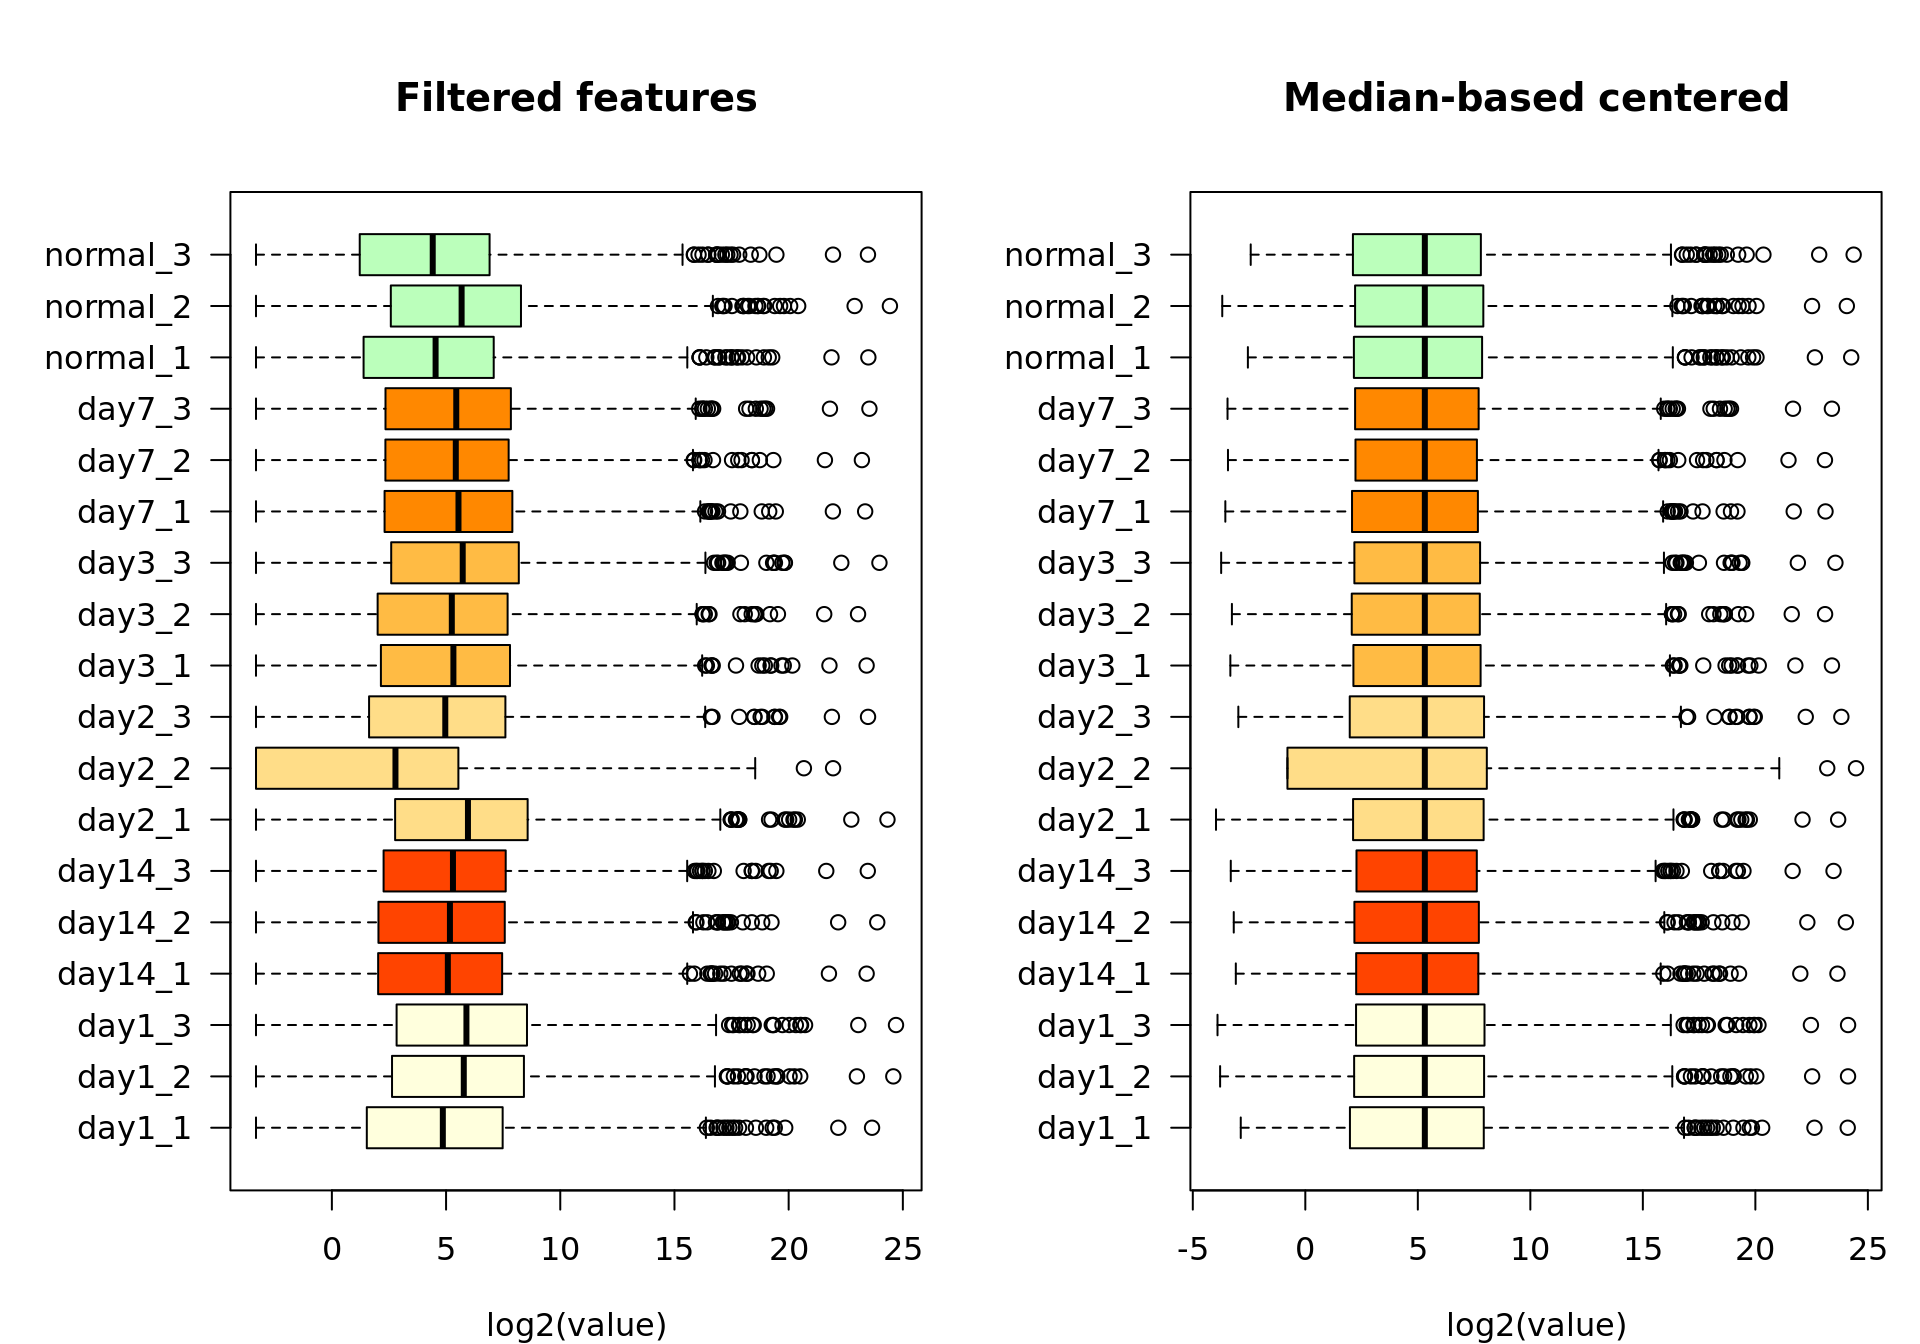 Filtered features
normal_3
normal_2
normal_1
day7_3
day7_2
day7_1
day3_3
day3_2
day3_1
day2_3
day2_2
day2_1
day14_3
day14_2
day14_1
day1_3
day1_2
day1_1
0 5 10 15 20 25
log2(value)
Median-based centered
normal_3
normal_2
normal_1
day7_3
day7_2
day7_1
day3_3
day3_2
day3_1
day2_3
day2_2
day2_1
day14_3
day14_2
day14_1
day1_3
day1_2
day1_1
-5 0 5 10 15 20 25
log2(value)